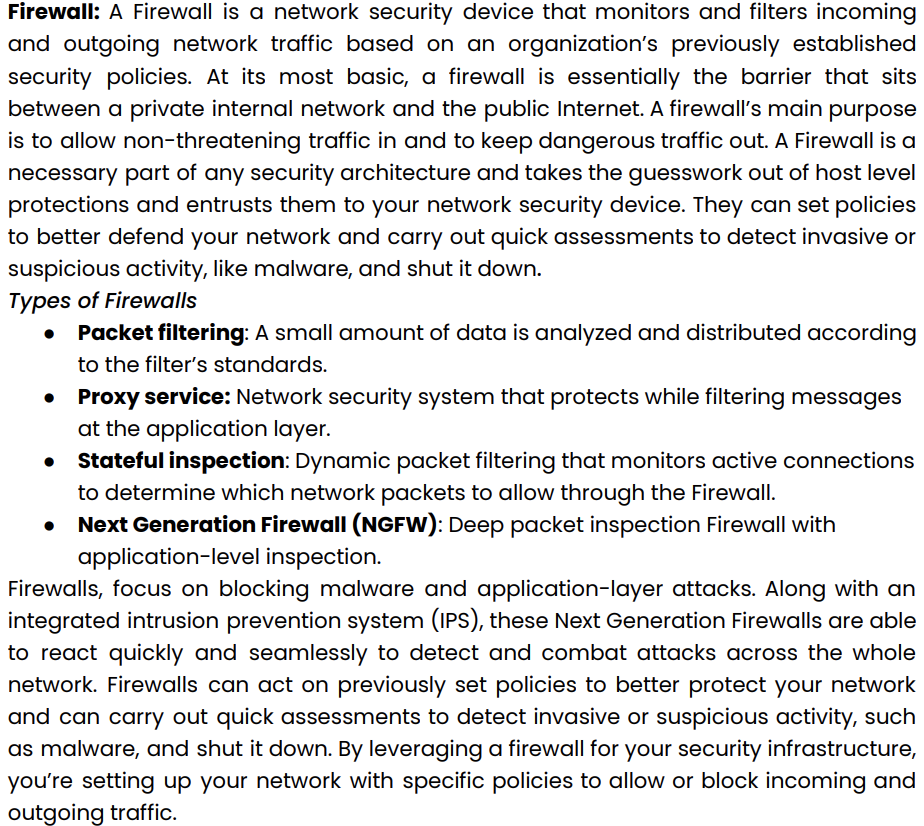 Firewall: A Firewall is a network security device that monitors and filters incoming
and outgoing network traffic based on an organization’s previously established
security policies. At its most basic, a firewall is essentially the barrier that sits
between a private internal network and the public Internet. A firewall’s main purpose
is to allow non-threatening traffic in and to keep dangerous traffic out. A Firewall is a
necessary part of any security architecture and takes the guesswork out of host level
protections and entrusts them to your network security device. They can set policies
to better defend your network and carry out quick assessments to detect invasive or
suspicious activity, like malware, and shut it down.
Types of Firewalls
● Packet filtering: A small amount of data is analyzed and distributed according
to the filter’s standards.
● Proxy service: Network security system that protects while filtering messages
at the application layer.
● Stateful inspection: Dynamic packet filtering that monitors active connections
to determine which network packets to allow through the Firewall.
● Next Generation Firewall (NGFW): Deep packet inspection Firewall with
application-level inspection.
Firewalls, focus on blocking malware and application-layer attacks. Along with an
integrated intrusion prevention system (IPS), these Next Generation Firewalls are able
to react quickly and seamlessly to detect and combat attacks across the whole
network. Firewalls can act on previously set policies to better protect your network
and can carry out quick assessments to detect invasive or suspicious activity, such
as malware, and shut it down. By leveraging a firewall for your security infrastructure,
you’re setting up your network with specific policies to allow or block incoming and
outgoing traffic.